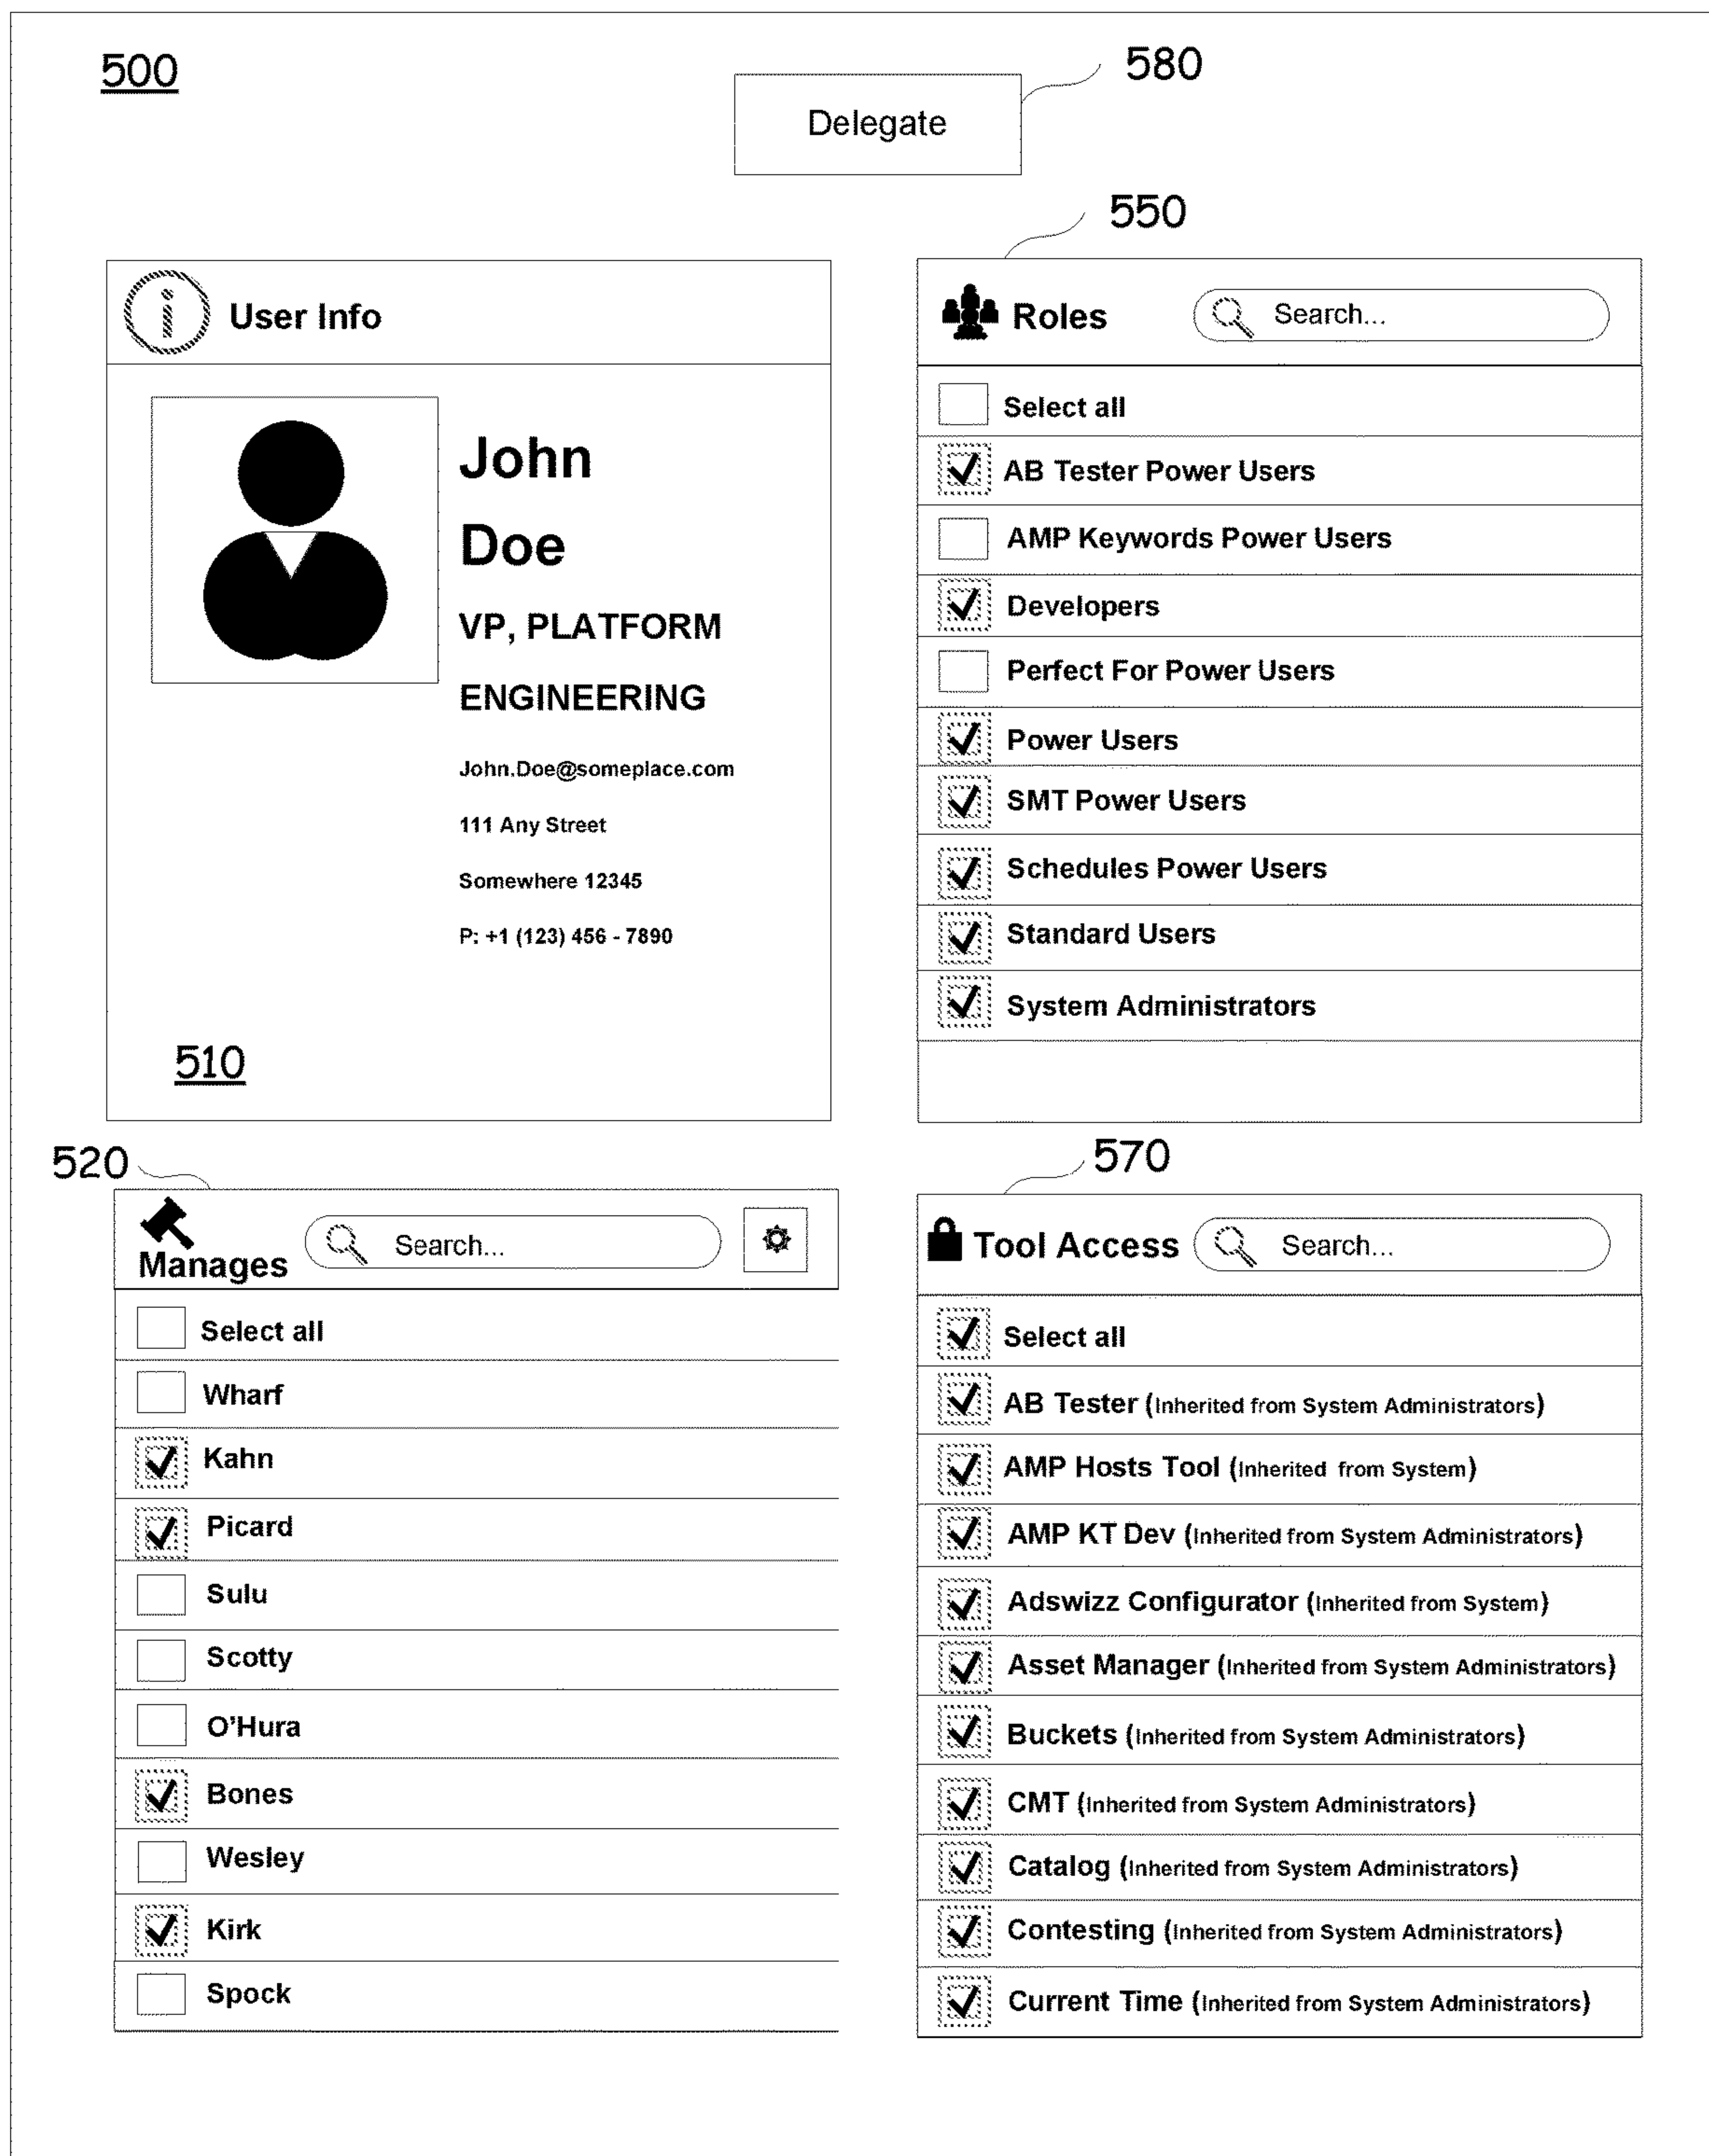 500
580
Delegate
550
User Info
John
Doe
VP, PLATFORM
ENGINEERING
John.Doe@someplace.com
111 Any Street
Somewhere 12345
P: +1 (123) 456 - 7890
510
Roles
Search...
Select all
AB Tester Power Users
AMP Keywords Power Users
Developers
Perfect For Power Users
Power Users
SMT Power Users
Schedules Power Users
Standard Users
System Administrators
520
Manages
Search...
Select all
Wharf
Kahn
Picard
Sulu
Scotty
O'Hura
Bones
Wesley
Kirk
Spock
570
Tool Access
Search...
Select all
AB Tester (Inherited from System Administrators)
AMP Hosts Tool (Inherited from System)
AMP KT Dev (Inherited from System Administrators)
Adswizz Configurator (Inherited from System)
Asset Manager (Inherited from System Administrators)
Buckets (Inherited from System Administrators)
CMT (Inherited from System Administrators)
Catalog (Inherited from System Administrators)
Contesting (Inherited from System Administrators)
Current Time (Inherited from System Administrators)